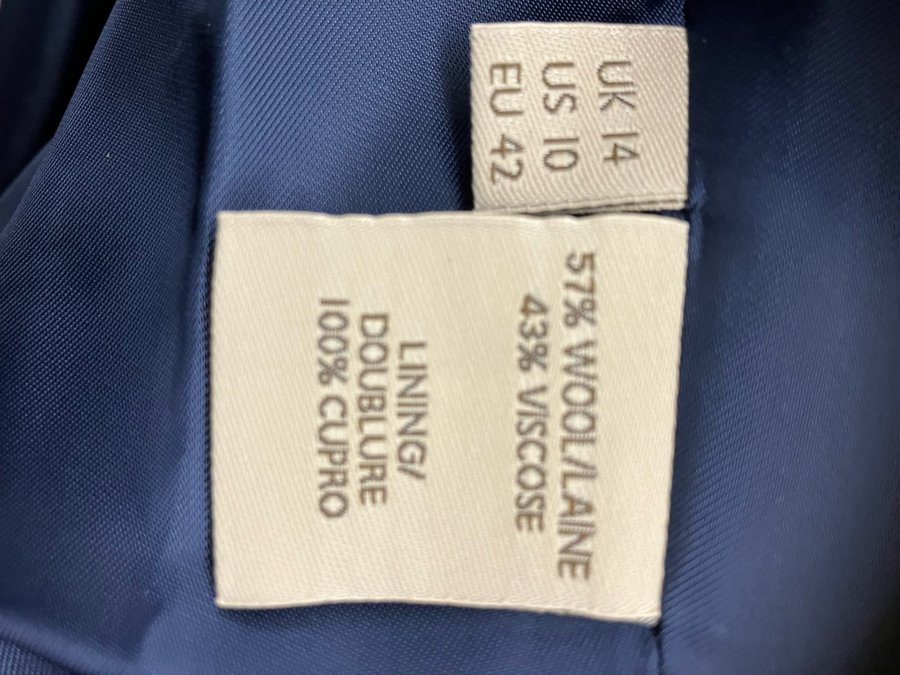 UK 14
US 10
EU 42
57% WOOL/LAINE
43% VISCOSE
LINING/
DOUBLURE
100% CUPRO